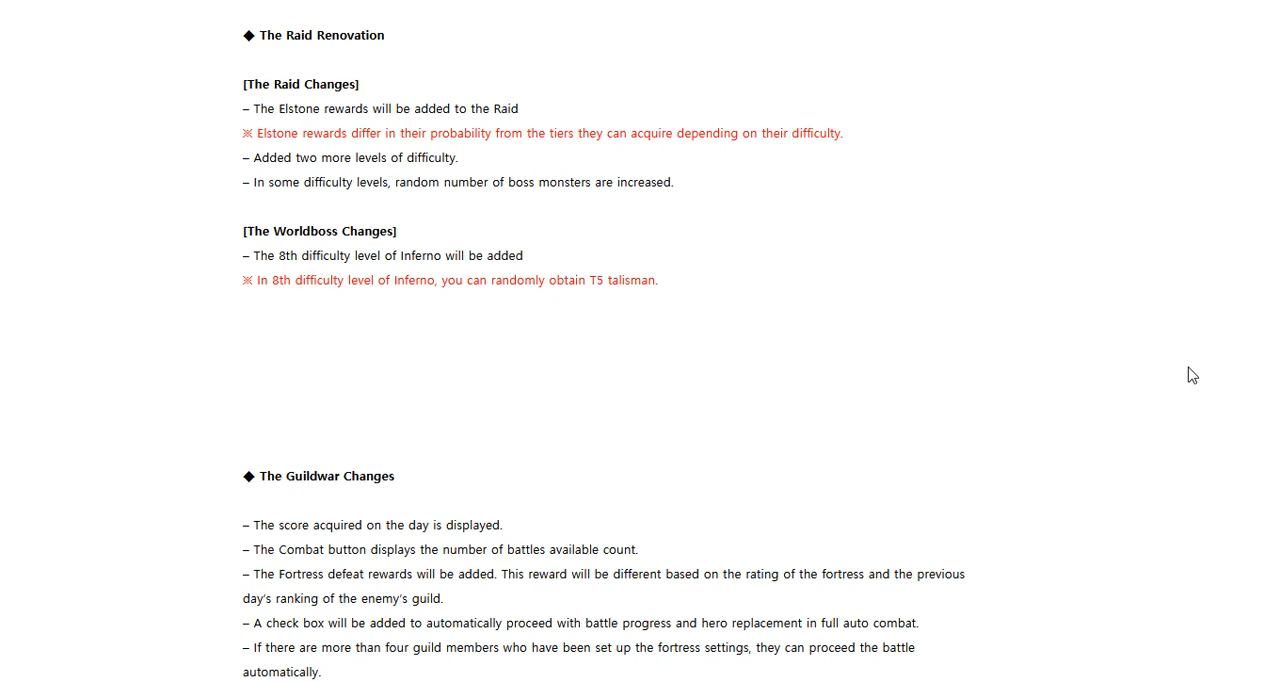 ◆ The Raid Renovation
[The Raid Changes]
– The Elstone rewards will be added to the Raid
※ Elstone rewards differ in their probability from the tiers they can acquire depending on their difficulty.
– Added two more levels of difficulty.
– In some difficulty levels, random number of boss monsters are increased.
[The Worldboss Changes]
– The 8th difficulty level of Inferno will be added
※ In 8th difficulty level of Inferno, you can randomly obtain T5 talisman.
◆ The Guildwar Changes
– The score acquired on the day is displayed.
– The Combat button displays the number of battles available count.
– The Fortress defeat rewards will be added. This reward will be different based on the rating of the fortress and the previous
day's ranking of the enemy's guild.
– A check box will be added to automatically proceed with battle progress and hero replacement in full auto combat.
– If there are more than four guild members who have been set up the fortress settings, they can proceed the battle
automatically.